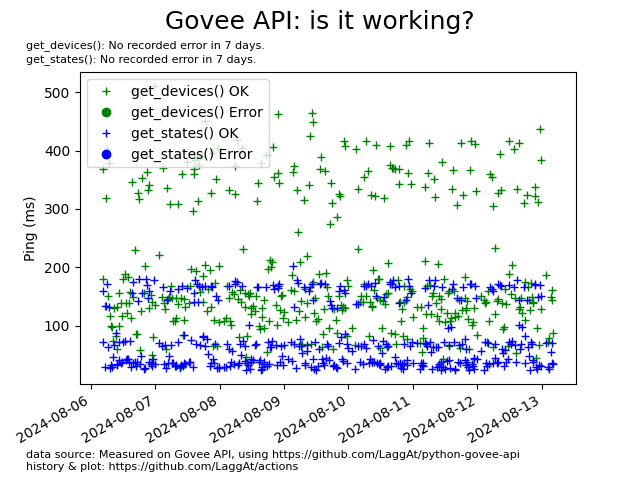 Govee API: is it working?
get_devices(): No recorded error in 7 days.
get_states(): No recorded error in 7 days.
get_devices() OK
get_devices() Error
get_states() OK
get_states() Error
500
400
300
200
100
Ping (ms)
2024-08-06
2024-08-07
2024-08-08
2024-08-09
2024-08-10
2024-08-11
2024-08-12
2024-08-13
data source: Measured on Govee API, using https://github.com/LaggAt/python-govee-api
history & plot: https://github.com/LaggAt/actions